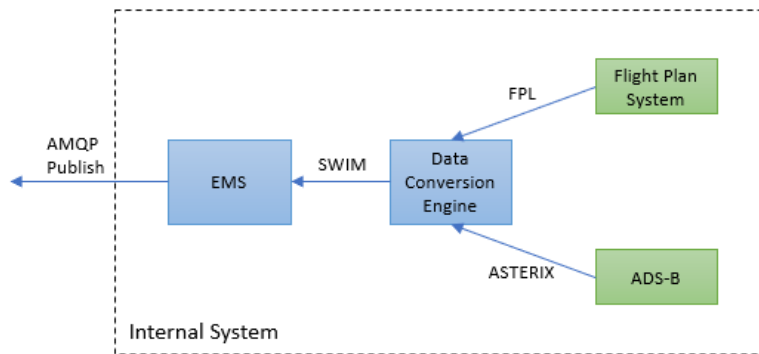 Flight Plan
System
FPL
AMQP
Publish
EMS
SWIM
Data
Conversion
Engine
ASTERIX
ADS-B
Internal System